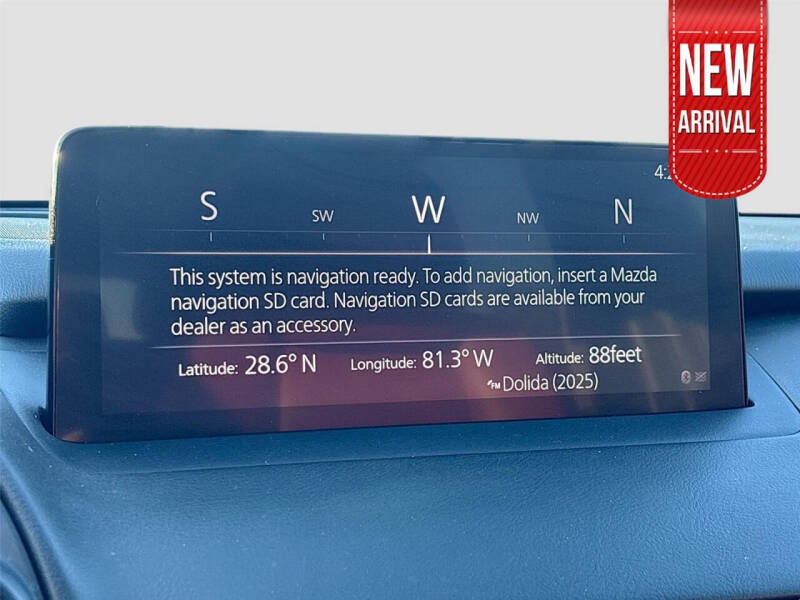 NEW
ARRIVAL
S SW W NW N
This system is navigation ready. To add navigation, insert a Mazda
navigation SD card. Navigation SD cards are available from your
dealer as an accessory.
Latitude: 28.6° N Longitude: 81.3° W Altitude: 88feet
FM Dolida (2025)